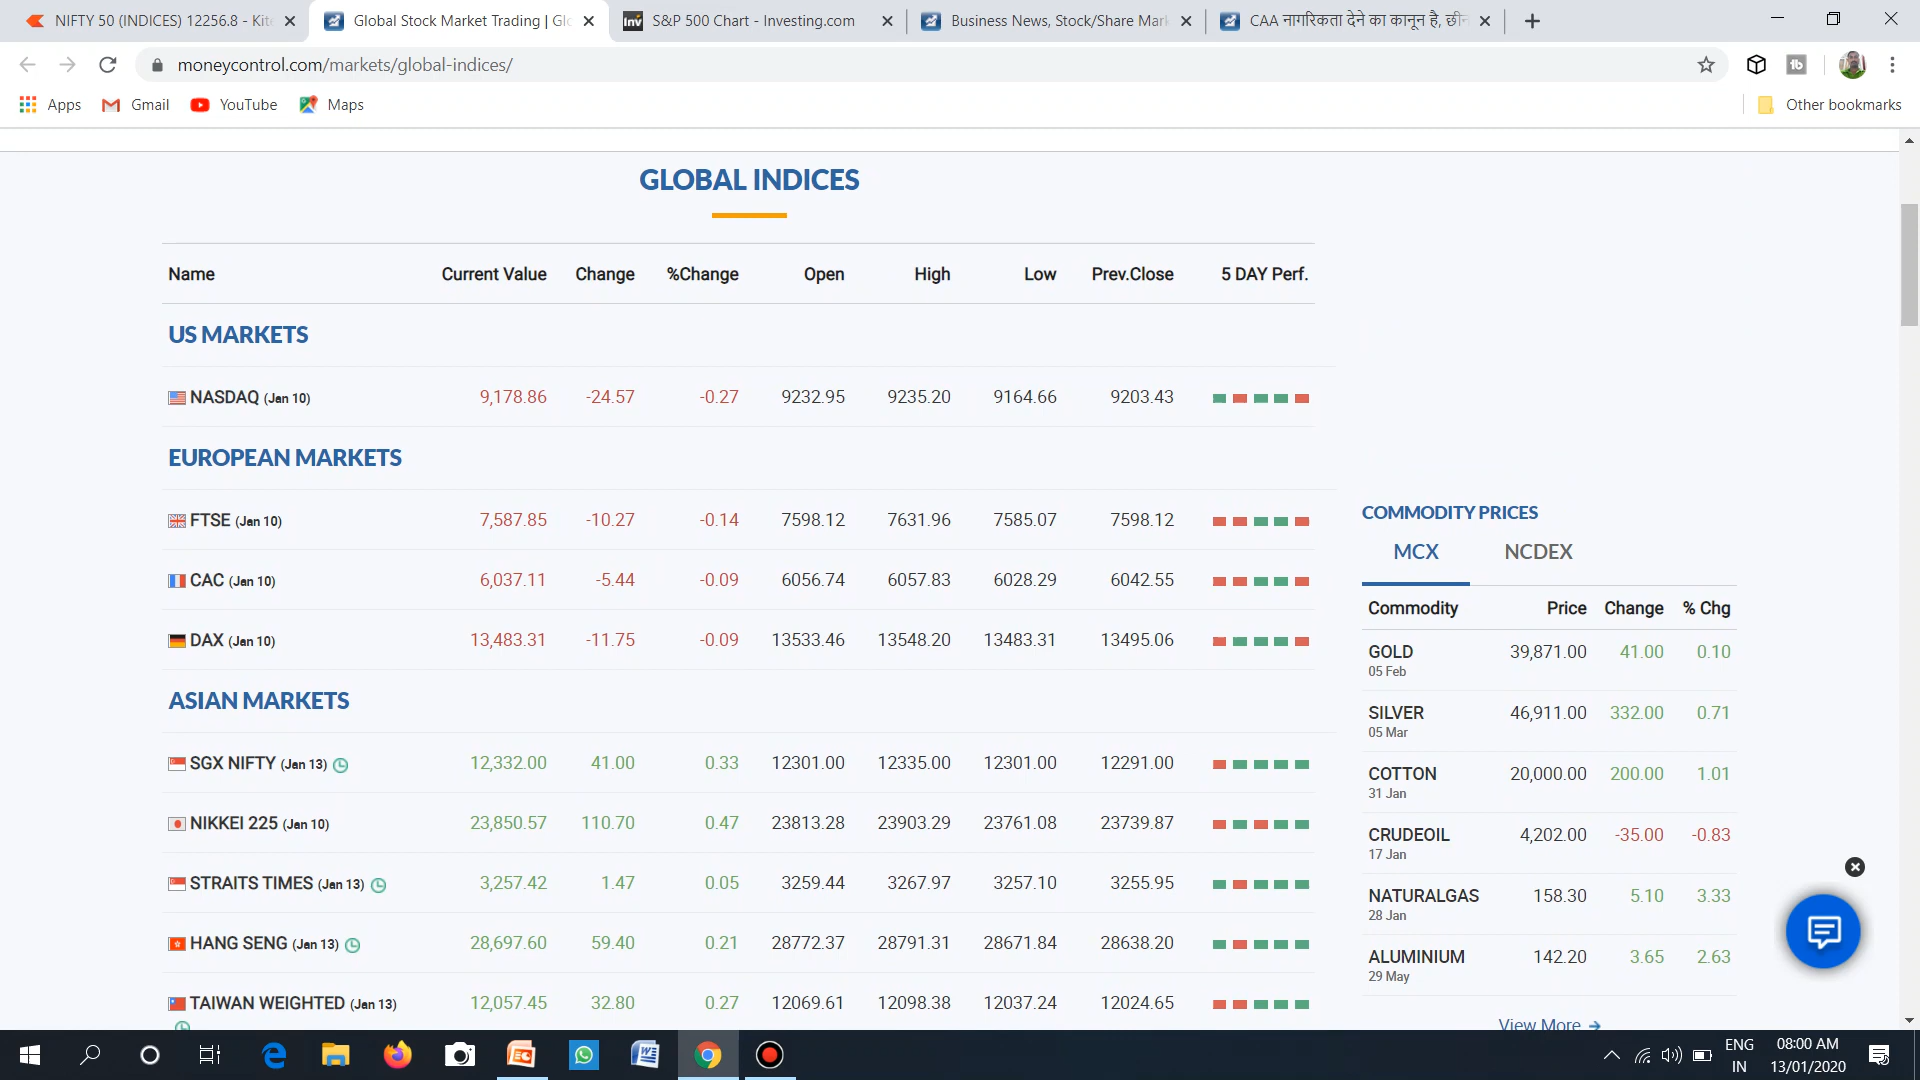 NIFTY 50 (INDICES) 12256.8 - Kite
Global Stock Market Trading | Glo
S&P 500 Chart - Investing.com
Business News, Stock/Share Mark
CAA नागरिकता देने का कानून है, छीन
moneycontrol.com/markets/global-indices/
Apps Gmail YouTube Maps Other bookmarks
GLOBAL INDICES
Name Current Value Change %Change Open High Low Prev.Close 5 DAY Perf.
US MARKETS
NASDAQ (Jan 10) 9,178.86 -24.57 -0.27 9232.95 9235.20 9164.66 9203.43
EUROPEAN MARKETS
FTSE (Jan 10) 7,587.85 -10.27 -0.14 7598.12 7631.96 7585.07 7598.12
CAC (Jan 10) 6,037.11 -5.44 -0.09 6056.74 6057.83 6028.29 6042.55
DAX (Jan 10) 13,483.31 -11.75 -0.09 13533.46 13548.20 13483.31 13495.06
ASIAN MARKETS
SGX NIFTY (Jan 13) 12,332.00 41.00 0.33 12301.00 12335.00 12301.00 12291.00
NIKKEI 225 (Jan 10) 23,850.57 110.70 0.47 23813.28 23903.29 23761.08 23739.87
STRAITS TIMES (Jan 13) 3,257.42 1.47 0.05 3259.44 3267.97 3257.10 3255.95
HANG SENG (Jan 13) 28,697.60 59.40 0.21 28772.37 28791.31 28671.84 28638.20
TAIWAN WEIGHTED (Jan 13) 12,057.45 32.80 0.27 12069.61 12098.38 12037.24 12024.65
COMMODITY PRICES
MCX NCDEX
Commodity Price Change % Chg
GOLD 39,871.00 41.00 0.10
05 Feb
SILVER 46,911.00 332.00 0.71
05 Mar
COTTON 20,000.00 200.00 1.01
31 Jan
CRUDEOIL 4,202.00 -35.00 -0.83
17 Jan
NATURALGAS 158.30 5.10 3.33
28 Jan
ALUMINIUM 142.20 3.65 2.63
29 May
View More
ENG 08:00 AM
IN 13/01/2020